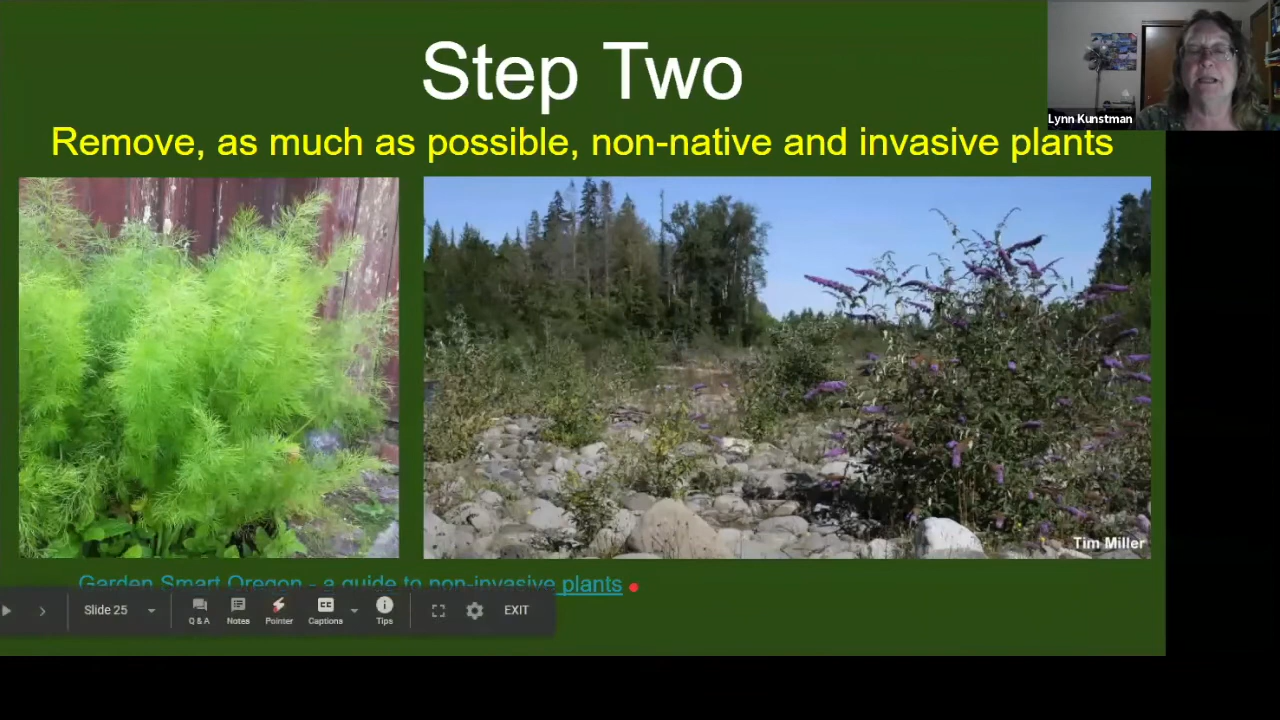 Step Two
Lynn Kunstman
Remove, as much as possible, non-native and invasive plants
Tim Miller
Garden Smart Oregon - a guide to non-invasive plants
Slide 25
Q & A
Notes
Pointer
CC
Captions
Tips
EXIT